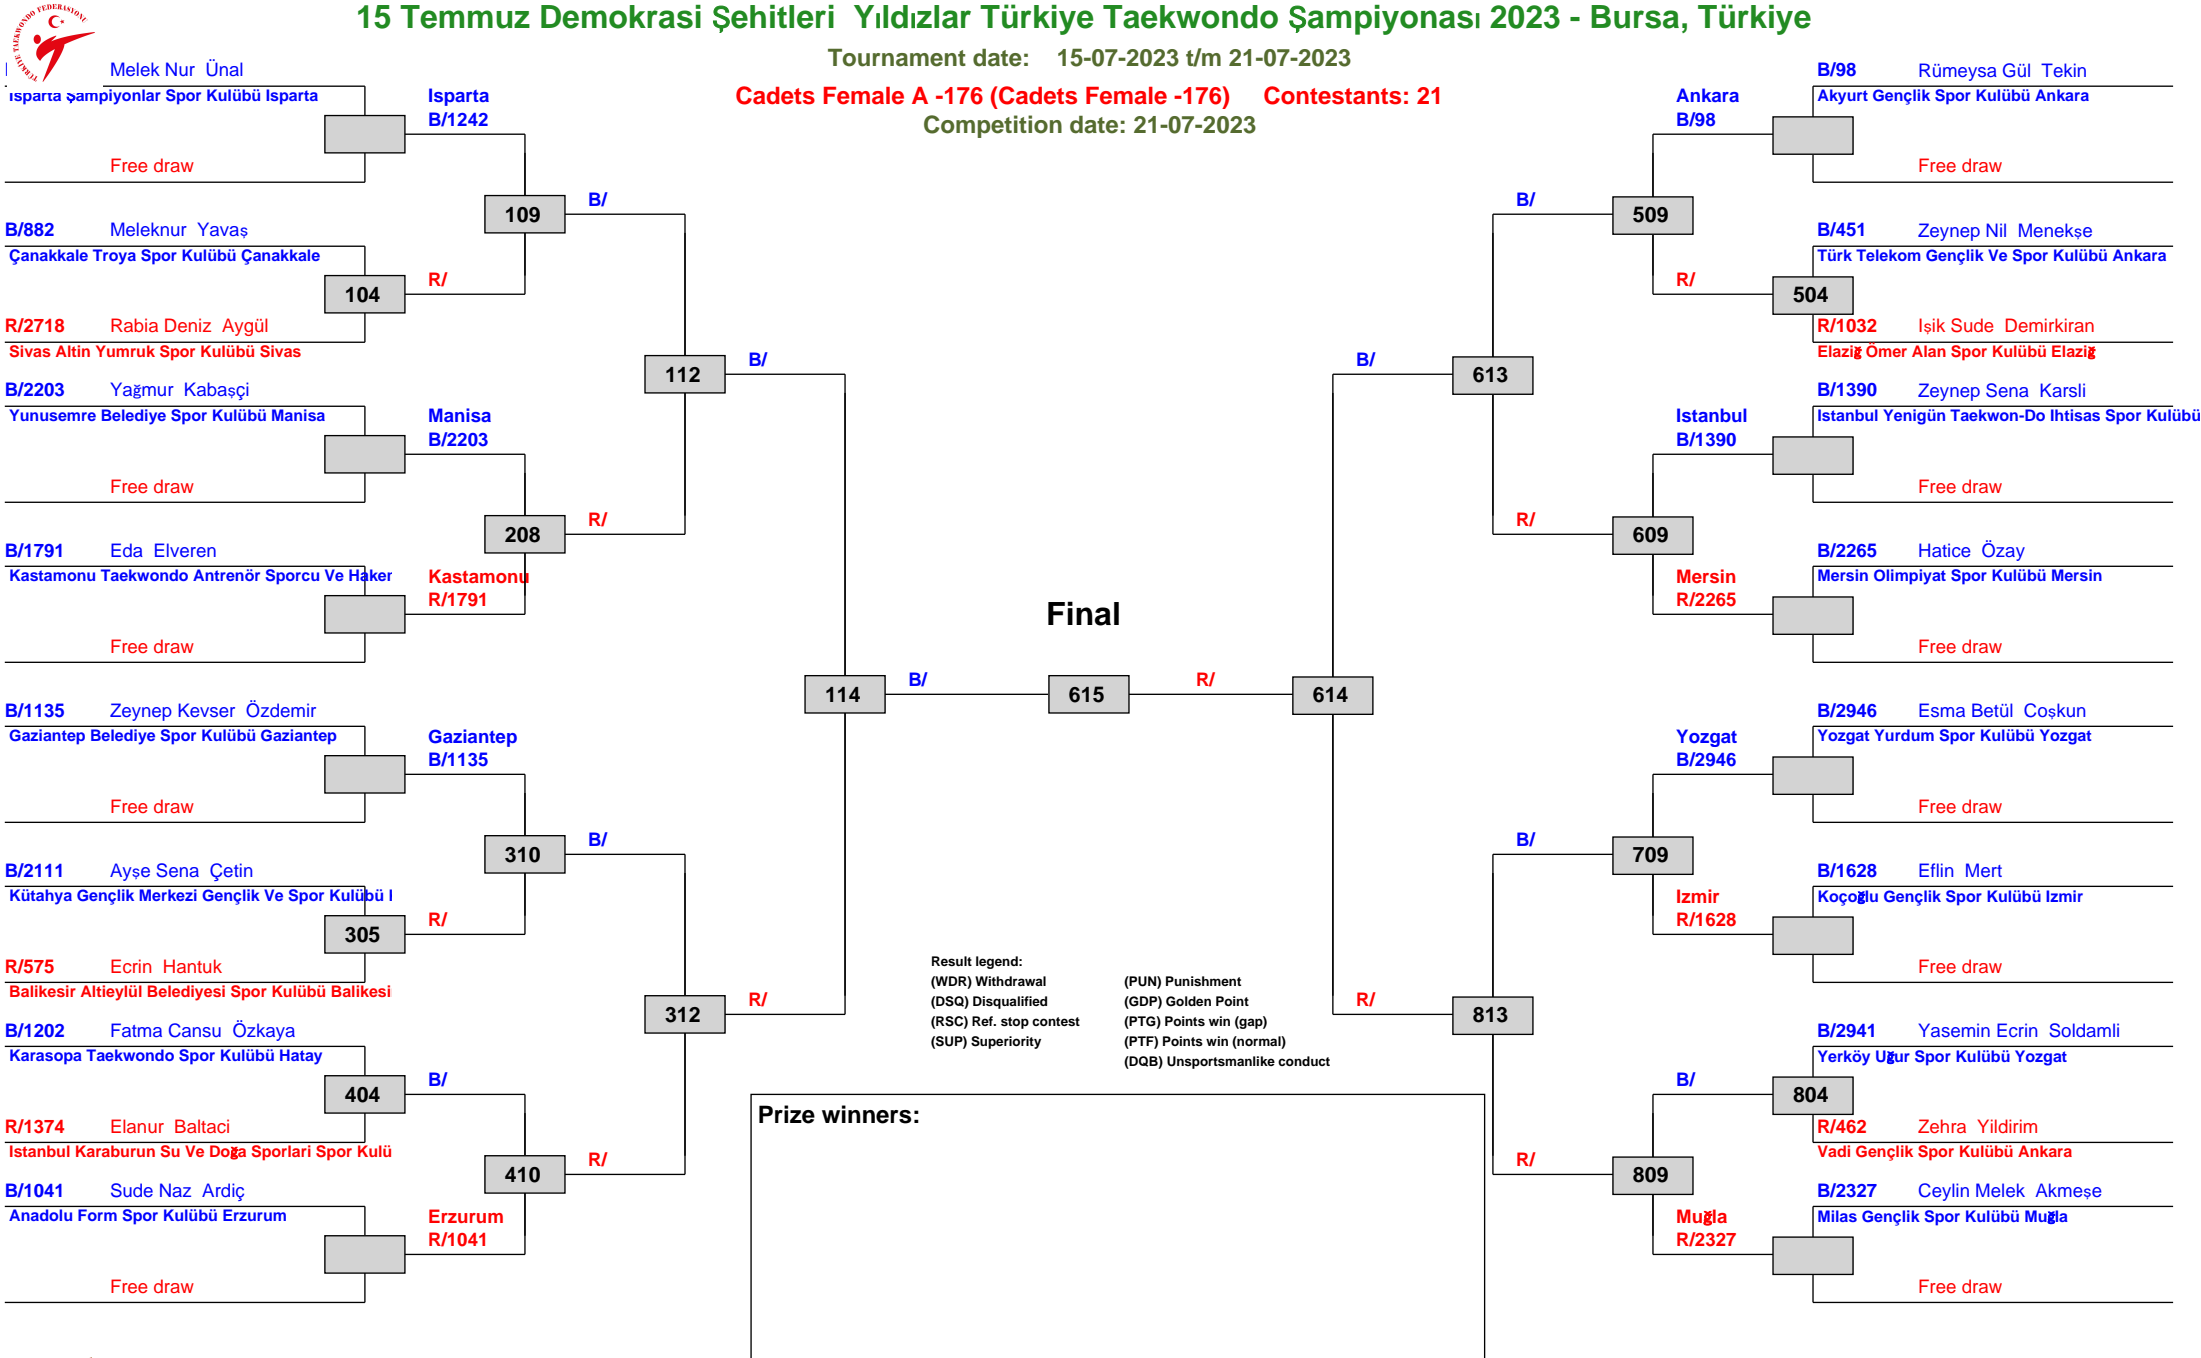 15 Temmuz Demokrasi Şehitleri Yıldızlar Türkiye Taekwondo Şampiyonası 2023 - Bursa, Türkiye
Tournament date: 15-07-2023 t/m 21-07-2023
Cadets Female A -176 (Cadets Female -176) Contestants: 21
Competition date: 21-07-2023
TÜRKİYE TAEKWONDO FEDERASYONU
Melek Nur Ünal
Isparta Şampiyonlar Spor Kulübü Isparta
Free draw
Isparta
B/1242
B/882 Meleknur Yavaş
Çanakkale Troya Spor Kulübü Çanakkale
104
R/2718 Rabia Deniz Aygül
Sivas Altin Yumruk Spor Kulübü Sivas
R/
109
B/
B/2203 Yağmur Kabaşçi
Yunusemre Belediye Spor Kulübü Manisa
Free draw
Manisa
B/2203
B/1791 Eda Elveren
Kastamonu Taekwondo Antrenör Sporcu Ve Haker
Free draw
Kastamonu
R/1791
208
R/
112
B/
B/1135 Zeynep Kevser Özdemir
Gaziantep Belediye Spor Kulübü Gaziantep
Free draw
Gaziantep
B/1135
B/2111 Ayşe Sena Çetin
Kütahya Gençlik Merkezi Gençlik Ve Spor Kulübü I
305
R/575 Ecrin Hantuk
Balikesir Altieylül Belediyesi Spor Kulübü Balikesi
R/
310
B/
B/1202 Fatma Cansu Özkaya
Karasopa Taekwondo Spor Kulübü Hatay
404
R/1374 Elanur Baltaci
Istanbul Karaburun Su Ve Doğa Sporlari Spor Kulü
B/
B/1041 Sude Naz Ardiç
Anadolu Form Spor Kulübü Erzurum
Free draw
Erzurum
R/1041
410
R/
312
R/
114
B/
Final
615
R/
614
B/98 Rümeysa Gül Tekin
Akyurt Gençlik Spor Kulübü Ankara
Free draw
Ankara
B/98
B/451 Zeynep Nil Menekşe
Türk Telekom Gençlik Ve Spor Kulübü Ankara
504
R/1032 Işik Sude Demirkiran
Elaziğ Ömer Alan Spor Kulübü Elaziğ
R/
509
B/
B/1390 Zeynep Sena Karsli
Istanbul Yenigün Taekwon-Do Ihtisas Spor Kulübü
Free draw
Istanbul
B/1390
B/2265 Hatice Özay
Mersin Olimpiyat Spor Kulübü Mersin
Free draw
Mersin
R/2265
609
R/
613
B/
B/2946 Esma Betül Coşkun
Yozgat Yurdum Spor Kulübü Yozgat
Free draw
Yozgat
B/2946
B/1628 Eflin Mert
Koçoğlu Gençlik Spor Kulübü Izmir
Free draw
Izmir
R/1628
709
B/
B/2941 Yasemin Ecrin Soldamli
Yerköy Uğur Spor Kulübü Yozgat
804
R/462 Zehra Yildirim
Vadi Gençlik Spor Kulübü Ankara
B/
B/2327 Ceylin Melek Akmeşe
Milas Gençlik Spor Kulübü Muğla
Free draw
Muğla
R/2327
809
R/
813
R/
Result legend:
(WDR) Withdrawal (PUN) Punishment
(DSQ) Disqualified (GDP) Golden Point
(RSC) Ref. stop contest (PTG) Points win (gap)
(SUP) Superiority (PTF) Points win (normal)
(DQB) Unsportsmanlike conduct
Prize winners: